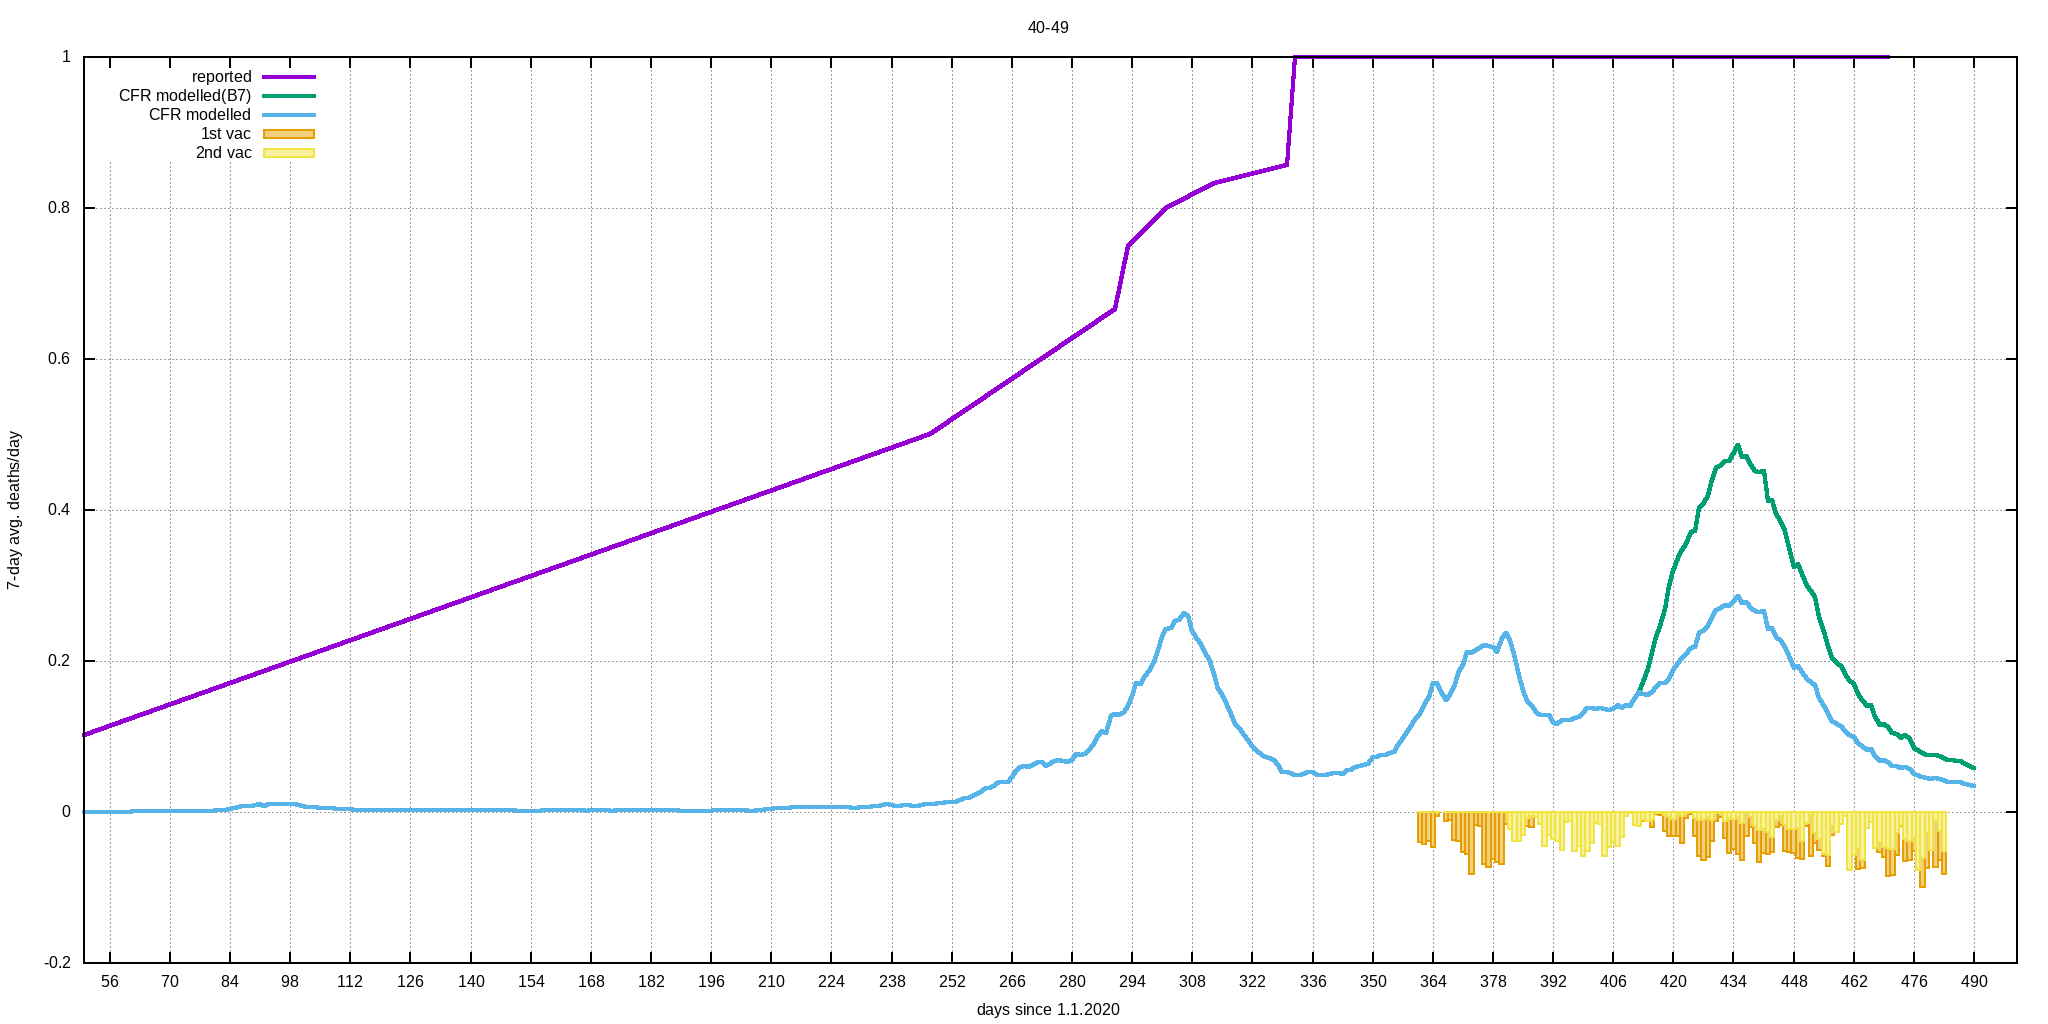 40-49
1
reported
CFR modelled(B7)
CFR modelled
1st vac
2nd vac
0.8
0.6
7-day avg. deaths/day
0.4
0.2
0
-0.2
56 70 84 98 112 126 140 154 168 182 196 210 224 238 252 266 280 294 308 322 336 350 364 378 392 406 420 434 448 462 476 490
days since 1.1.2020